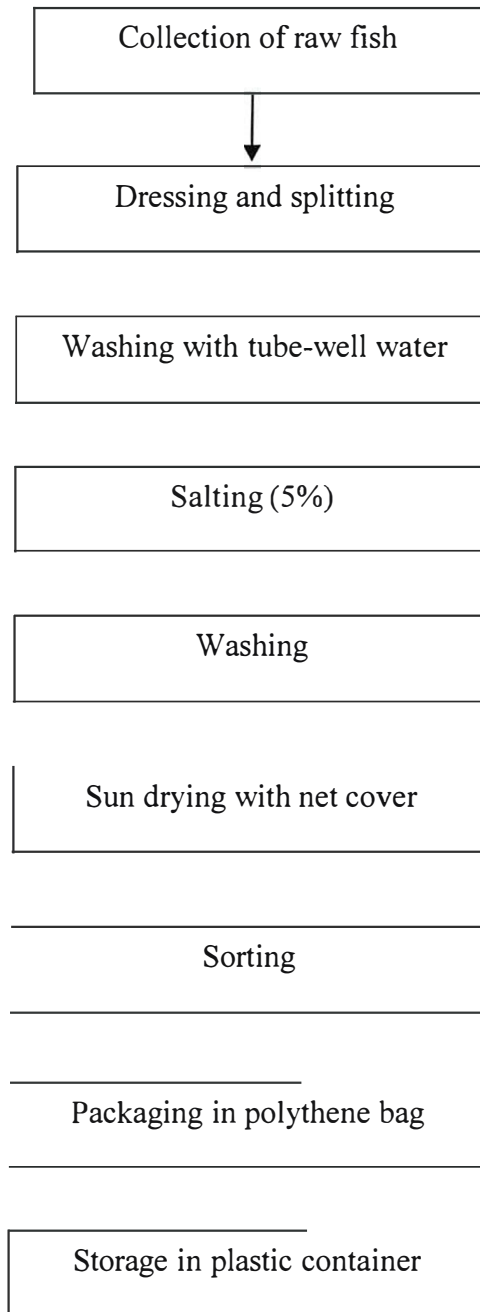 Collection of raw fish
Dressing and splitting
Washing with tube-well water
Salting (5%)
Washing
Sun drying with net cover
Sorting
Packaging in polythene bag
Storage in plastic container